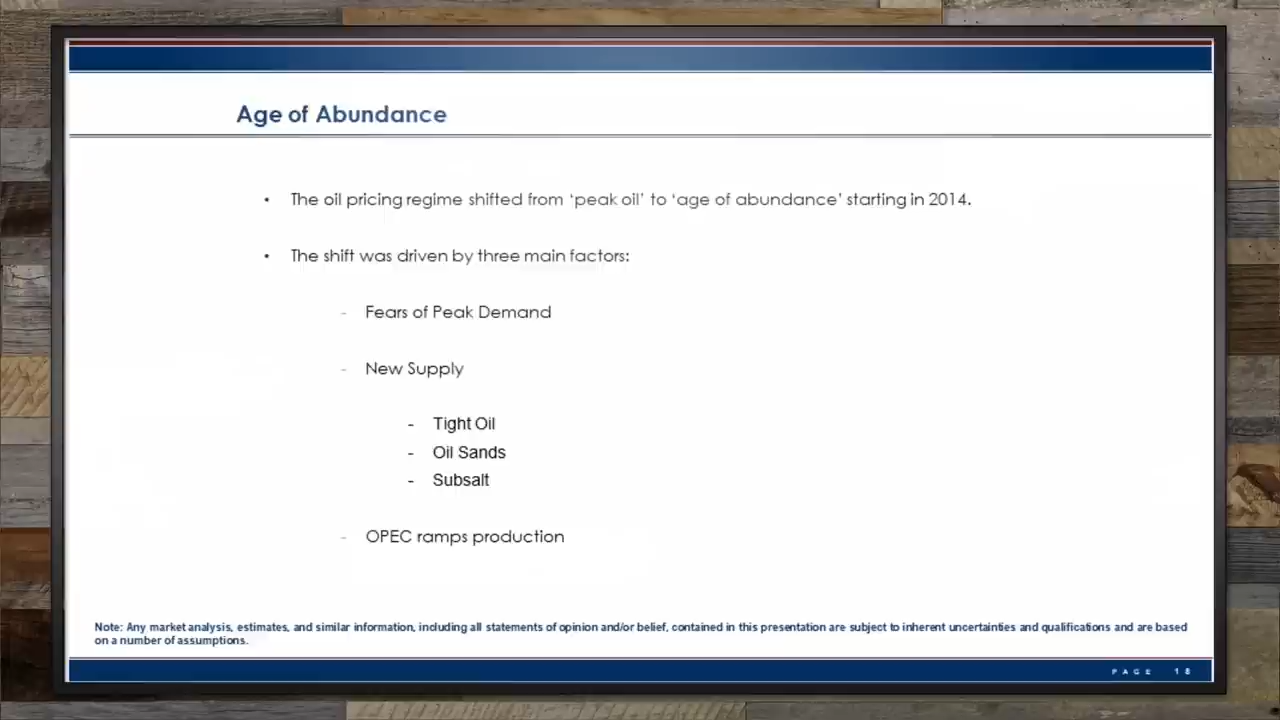 Age of Abundance
• The oil pricing regime shifted from ‘peak oil’ to ‘age of abundance’ starting in 2014.
• The shift was driven by three main factors:
- Fears of Peak Demand
- New Supply
- Tight Oil
- Oil Sands
- Subsalt
- OPEC ramps production
Note: Any market analysis, estimates, and similar information, including all statements of opinion and/or belief, contained in this presentation are subject to inherent uncertainties and qualifications and are based
on a number of assumptions.
PAGE 18